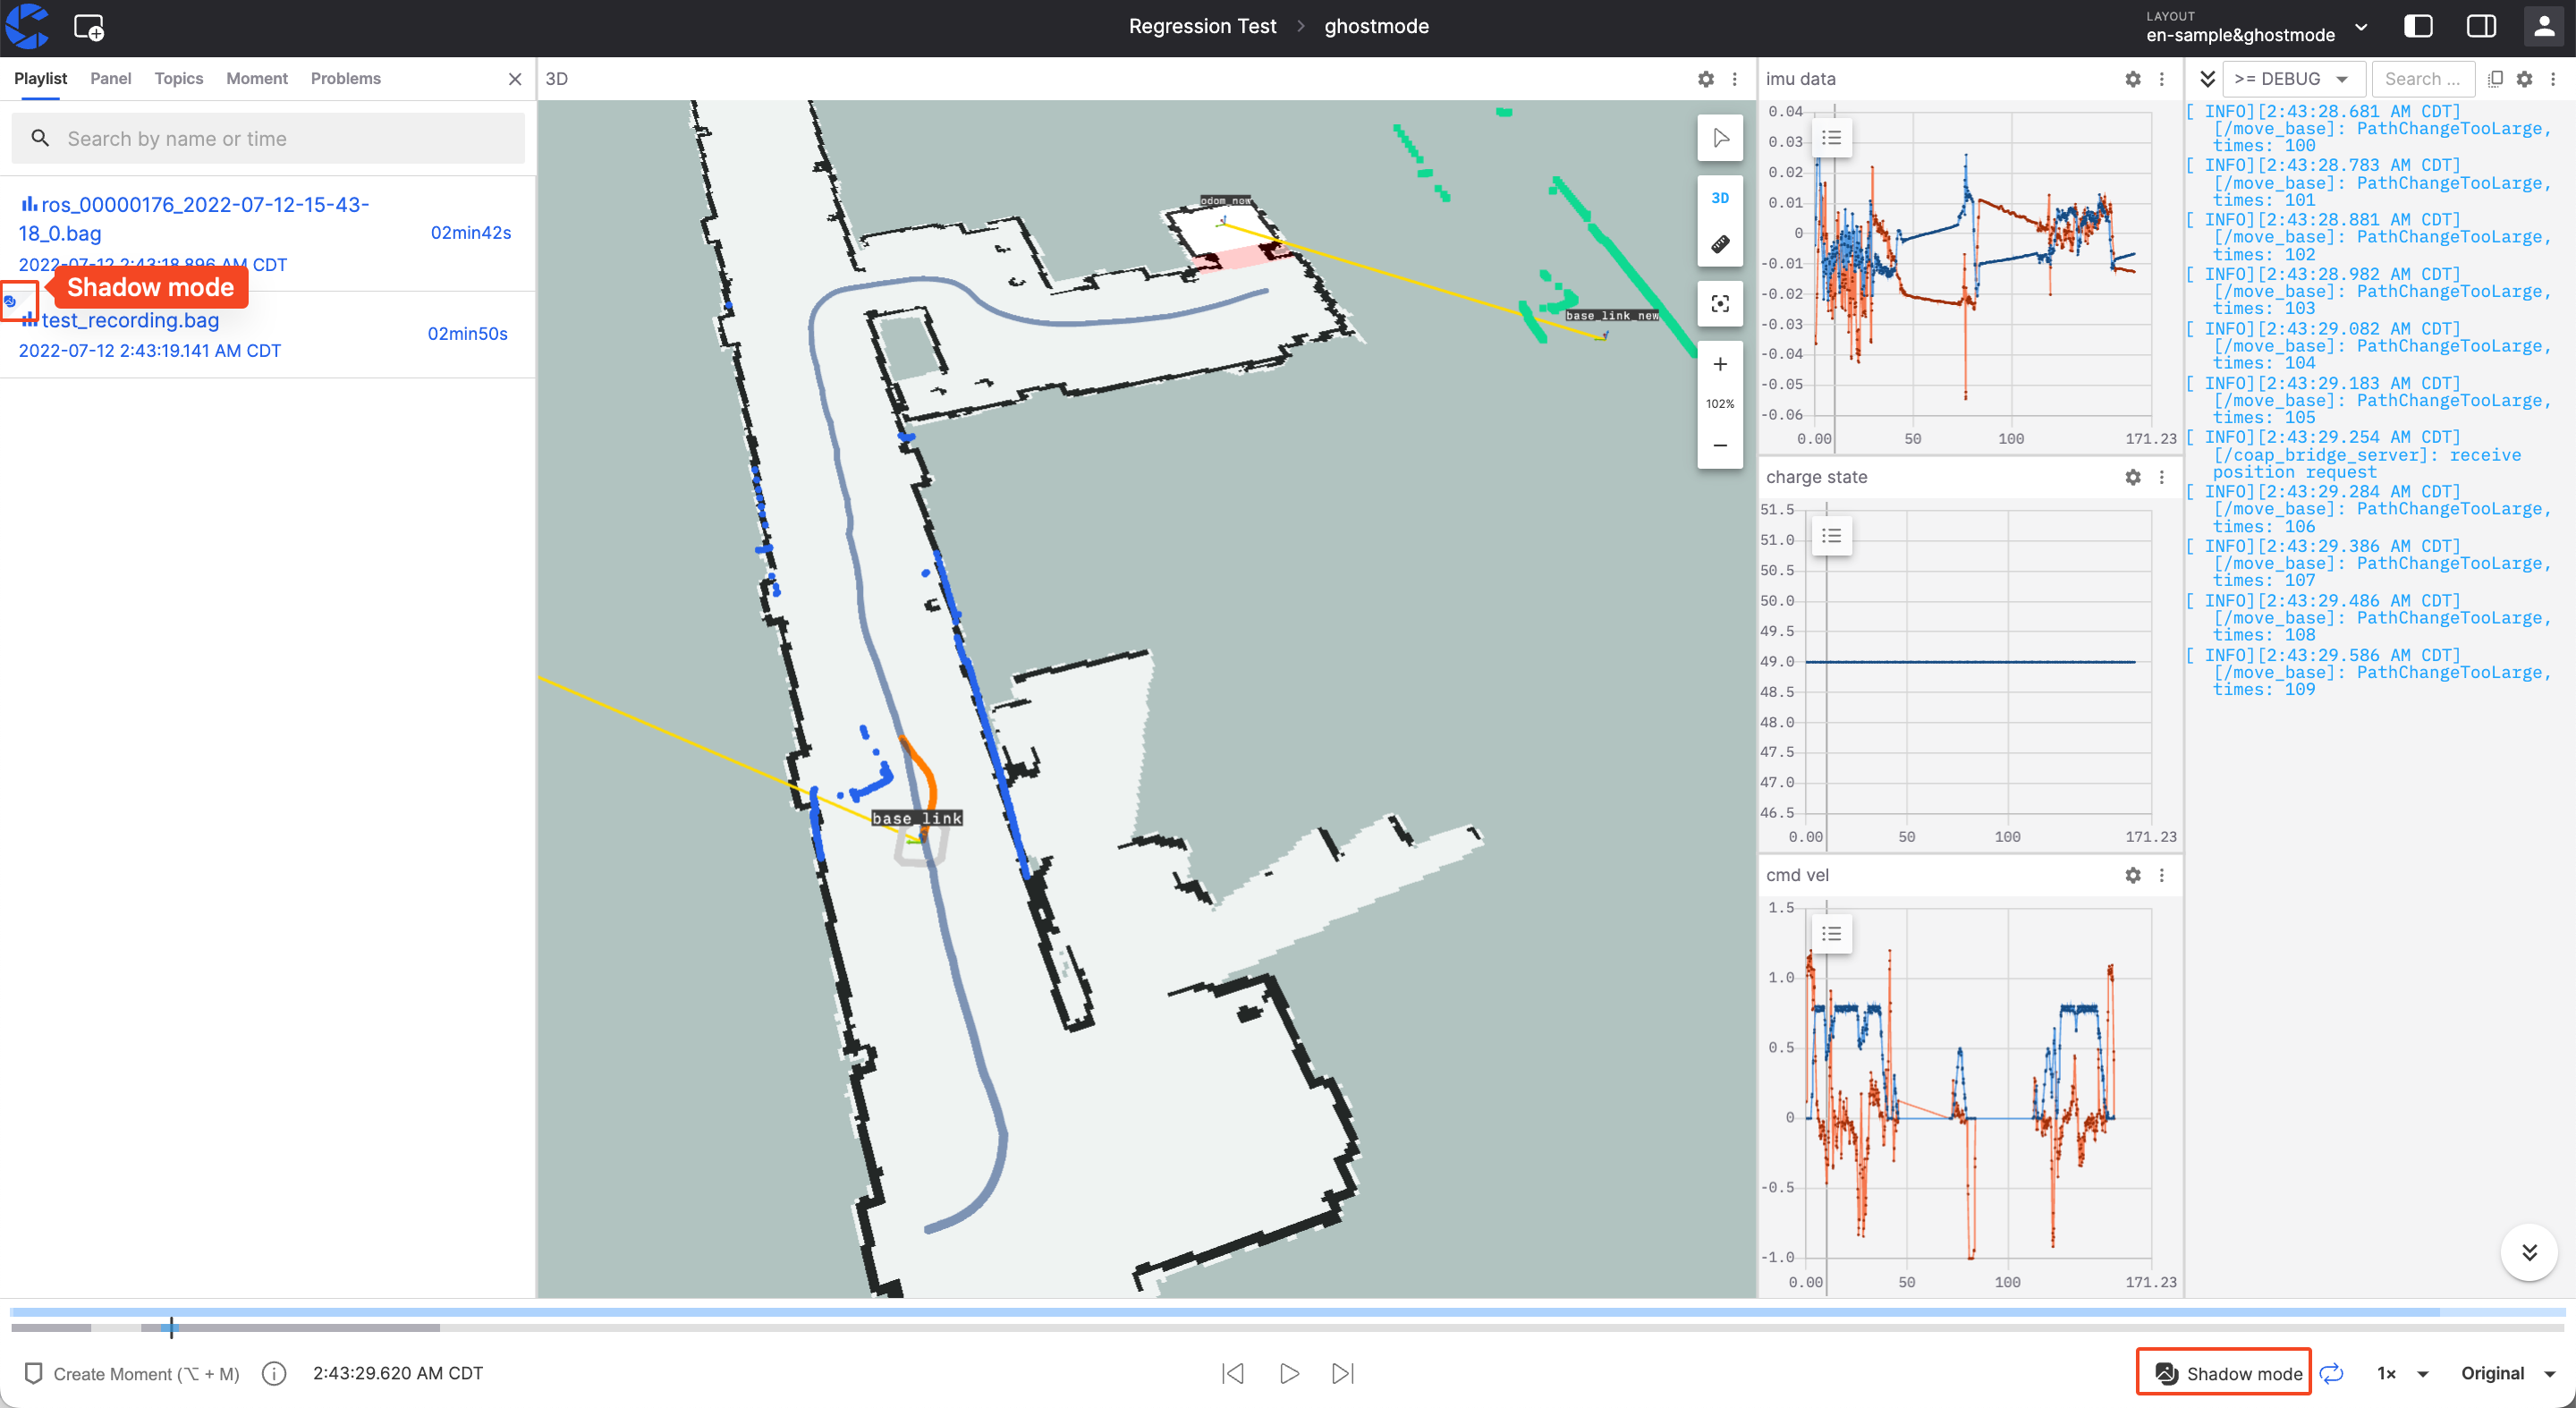 Regression Test > ghostmode
LAYOUT
en-sample&ghostmode
Playlist Panel Topics Moment Problems
Search by name or time
ros_00000176_2022-07-12-15-43-
18_0.bag
02min42s
2022-07-12 2:43:18.896 AM CDT
Shadow mode
test_recording.bag
02min50s
2022-07-12 2:43:19.141 AM CDT
3D
odom_new
base_link_new
base_link
3D
102%
imu data
0.04
0.03
0.02
0.01
0
-0.01
-0.02
-0.03
-0.04
-0.05
-0.06
0.00 50 100 171.23
charge state
51.5
51.0
50.5
50.0
49.5
49.0
48.5
48.0
47.5
47.0
46.5
0.00 50 100 171.23
cmd vel
1.5
1.0
0.5
0
-0.5
-1.0
0.00 50 100 171.23
>= DEBUG Search ...
[ INFO][2:43:28.681 AM CDT]
[/move_base]: PathChangeTooLarge,
times: 100
[ INFO][2:43:28.783 AM CDT]
[/move_base]: PathChangeTooLarge,
times: 101
[ INFO][2:43:28.881 AM CDT]
[/move_base]: PathChangeTooLarge,
times: 102
[ INFO][2:43:28.982 AM CDT]
[/move_base]: PathChangeTooLarge,
times: 103
[ INFO][2:43:29.082 AM CDT]
[/move_base]: PathChangeTooLarge,
times: 104
[ INFO][2:43:29.183 AM CDT]
[/move_base]: PathChangeTooLarge,
times: 105
[ INFO][2:43:29.254 AM CDT]
[/coap_bridge_server]: receive
position request
[ INFO][2:43:29.284 AM CDT]
[/move_base]: PathChangeTooLarge,
times: 106
[ INFO][2:43:29.386 AM CDT]
[/move_base]: PathChangeTooLarge,
times: 107
[ INFO][2:43:29.486 AM CDT]
[/move_base]: PathChangeTooLarge,
times: 108
[ INFO][2:43:29.586 AM CDT]
[/move_base]: PathChangeTooLarge,
times: 109
Create Moment (⌥ + M) 2:43:29.620 AM CDT
Shadow mode 1× Original